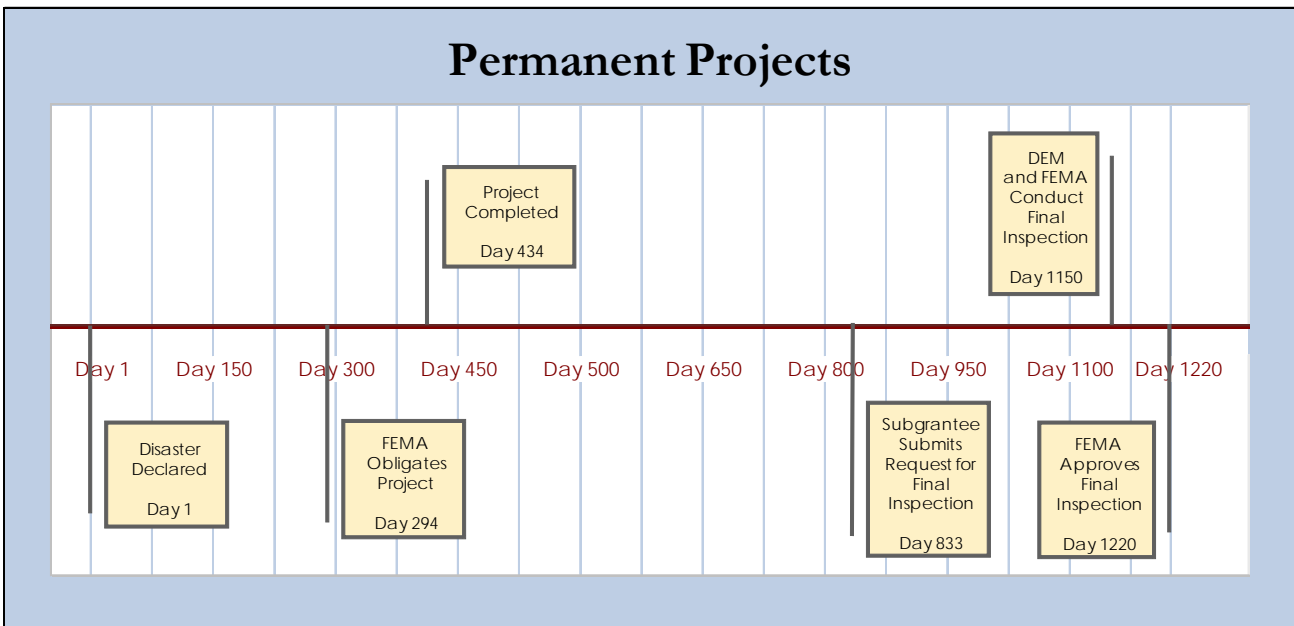 Permanent Projects
Project
Completed
Day 434
DEM
and FEMA
Conduct
Final
Inspection
Day 1150
Day 1
Day 150
Day 300
Day 450
Day 500
Day 650
Day 800
Day 950
Day 1100
Day 1220
Disaster
Declared
Day 1
FEMA
Obligates
Project
Day 294
Subgrantee
Submits
Request for
Final
Inspection
Day 833
FEMA
Approves
Final
Inspection
Day 1220